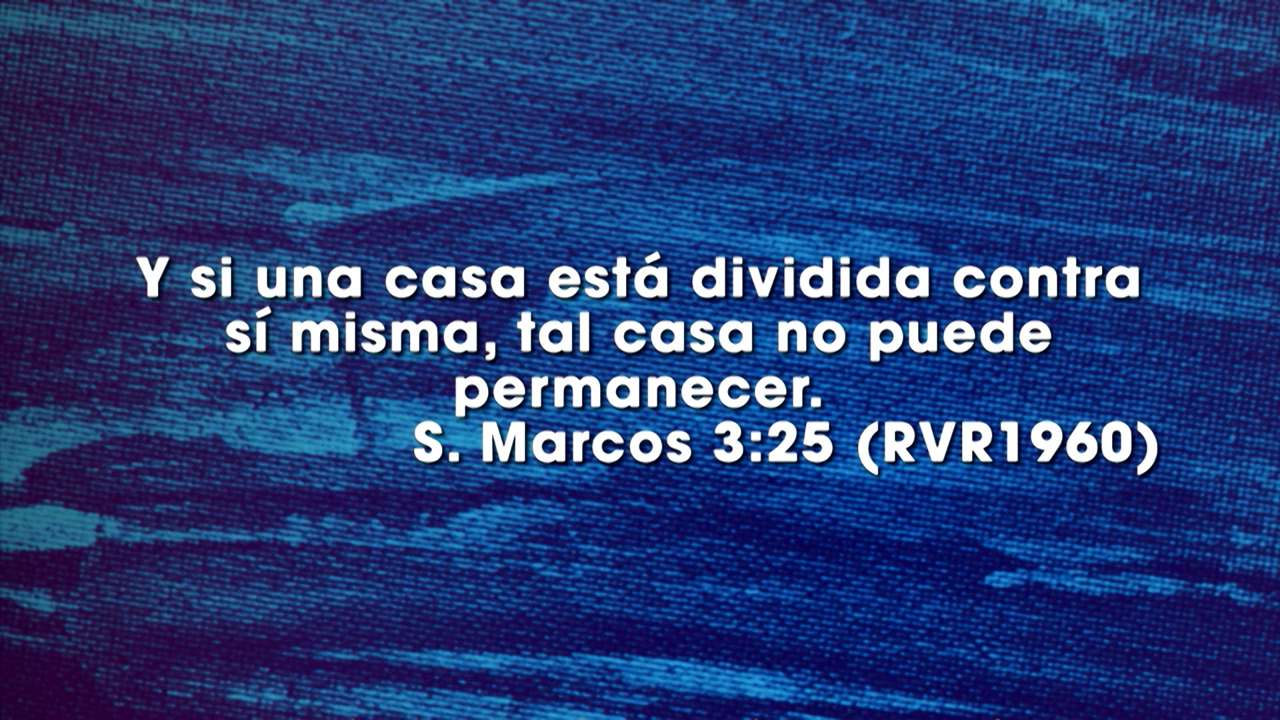 Y si una casa está dividida contra
sí misma, tal casa no puede
permanecer.
S. Marcos 3:25 (RVR1960)